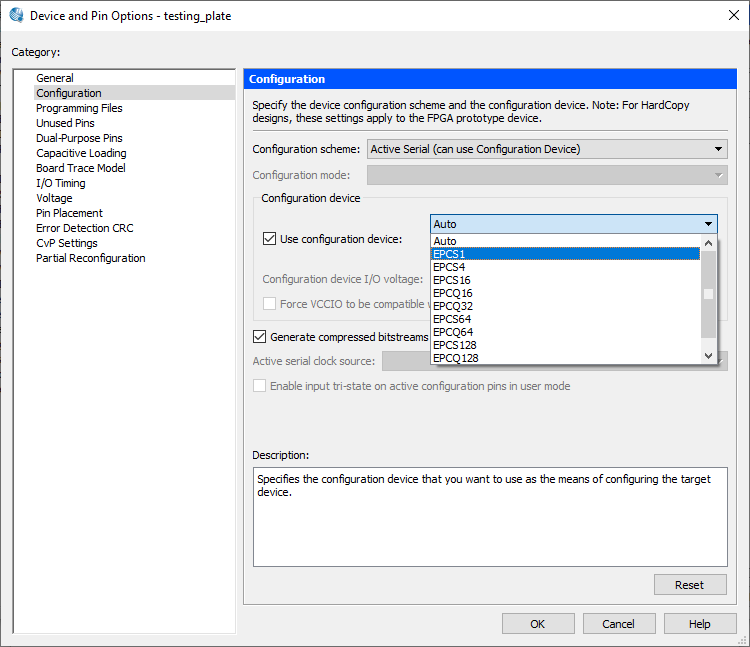 Device and Pin Options - testing_plate
Category:
General
Configuration
Programming Files
Unused Pins
Dual-Purpose Pins
Capacitive Loading
Board Trace Model
I/O Timing
Voltage
Pin Placement
Error Detection CRC
CvP Settings
Partial Reconfiguration
Configuration
Specify the device configuration scheme and the configuration device. Note: For HardCopy
designs, these settings apply to the FPGA prototype device.
Configuration scheme: Active Serial (can use Configuration Device)
Configuration mode:
Configuration device
Auto
Use configuration device:
Auto
EPCS1
EPCS4
EPCS16
EPCQ16
EPCQ32
EPCS64
EPCQ64
EPCS128
EPCQ128
Configuration device I/O voltage:
Force VCCIO to be compatible
Generate compressed bitstreams
Active serial clock source:
Enable input tri-state on active configuration pins in user mode
Description:
Specifies the configuration device that you want to use as the means of configuring the target
device.
Reset
OK
Cancel
Help